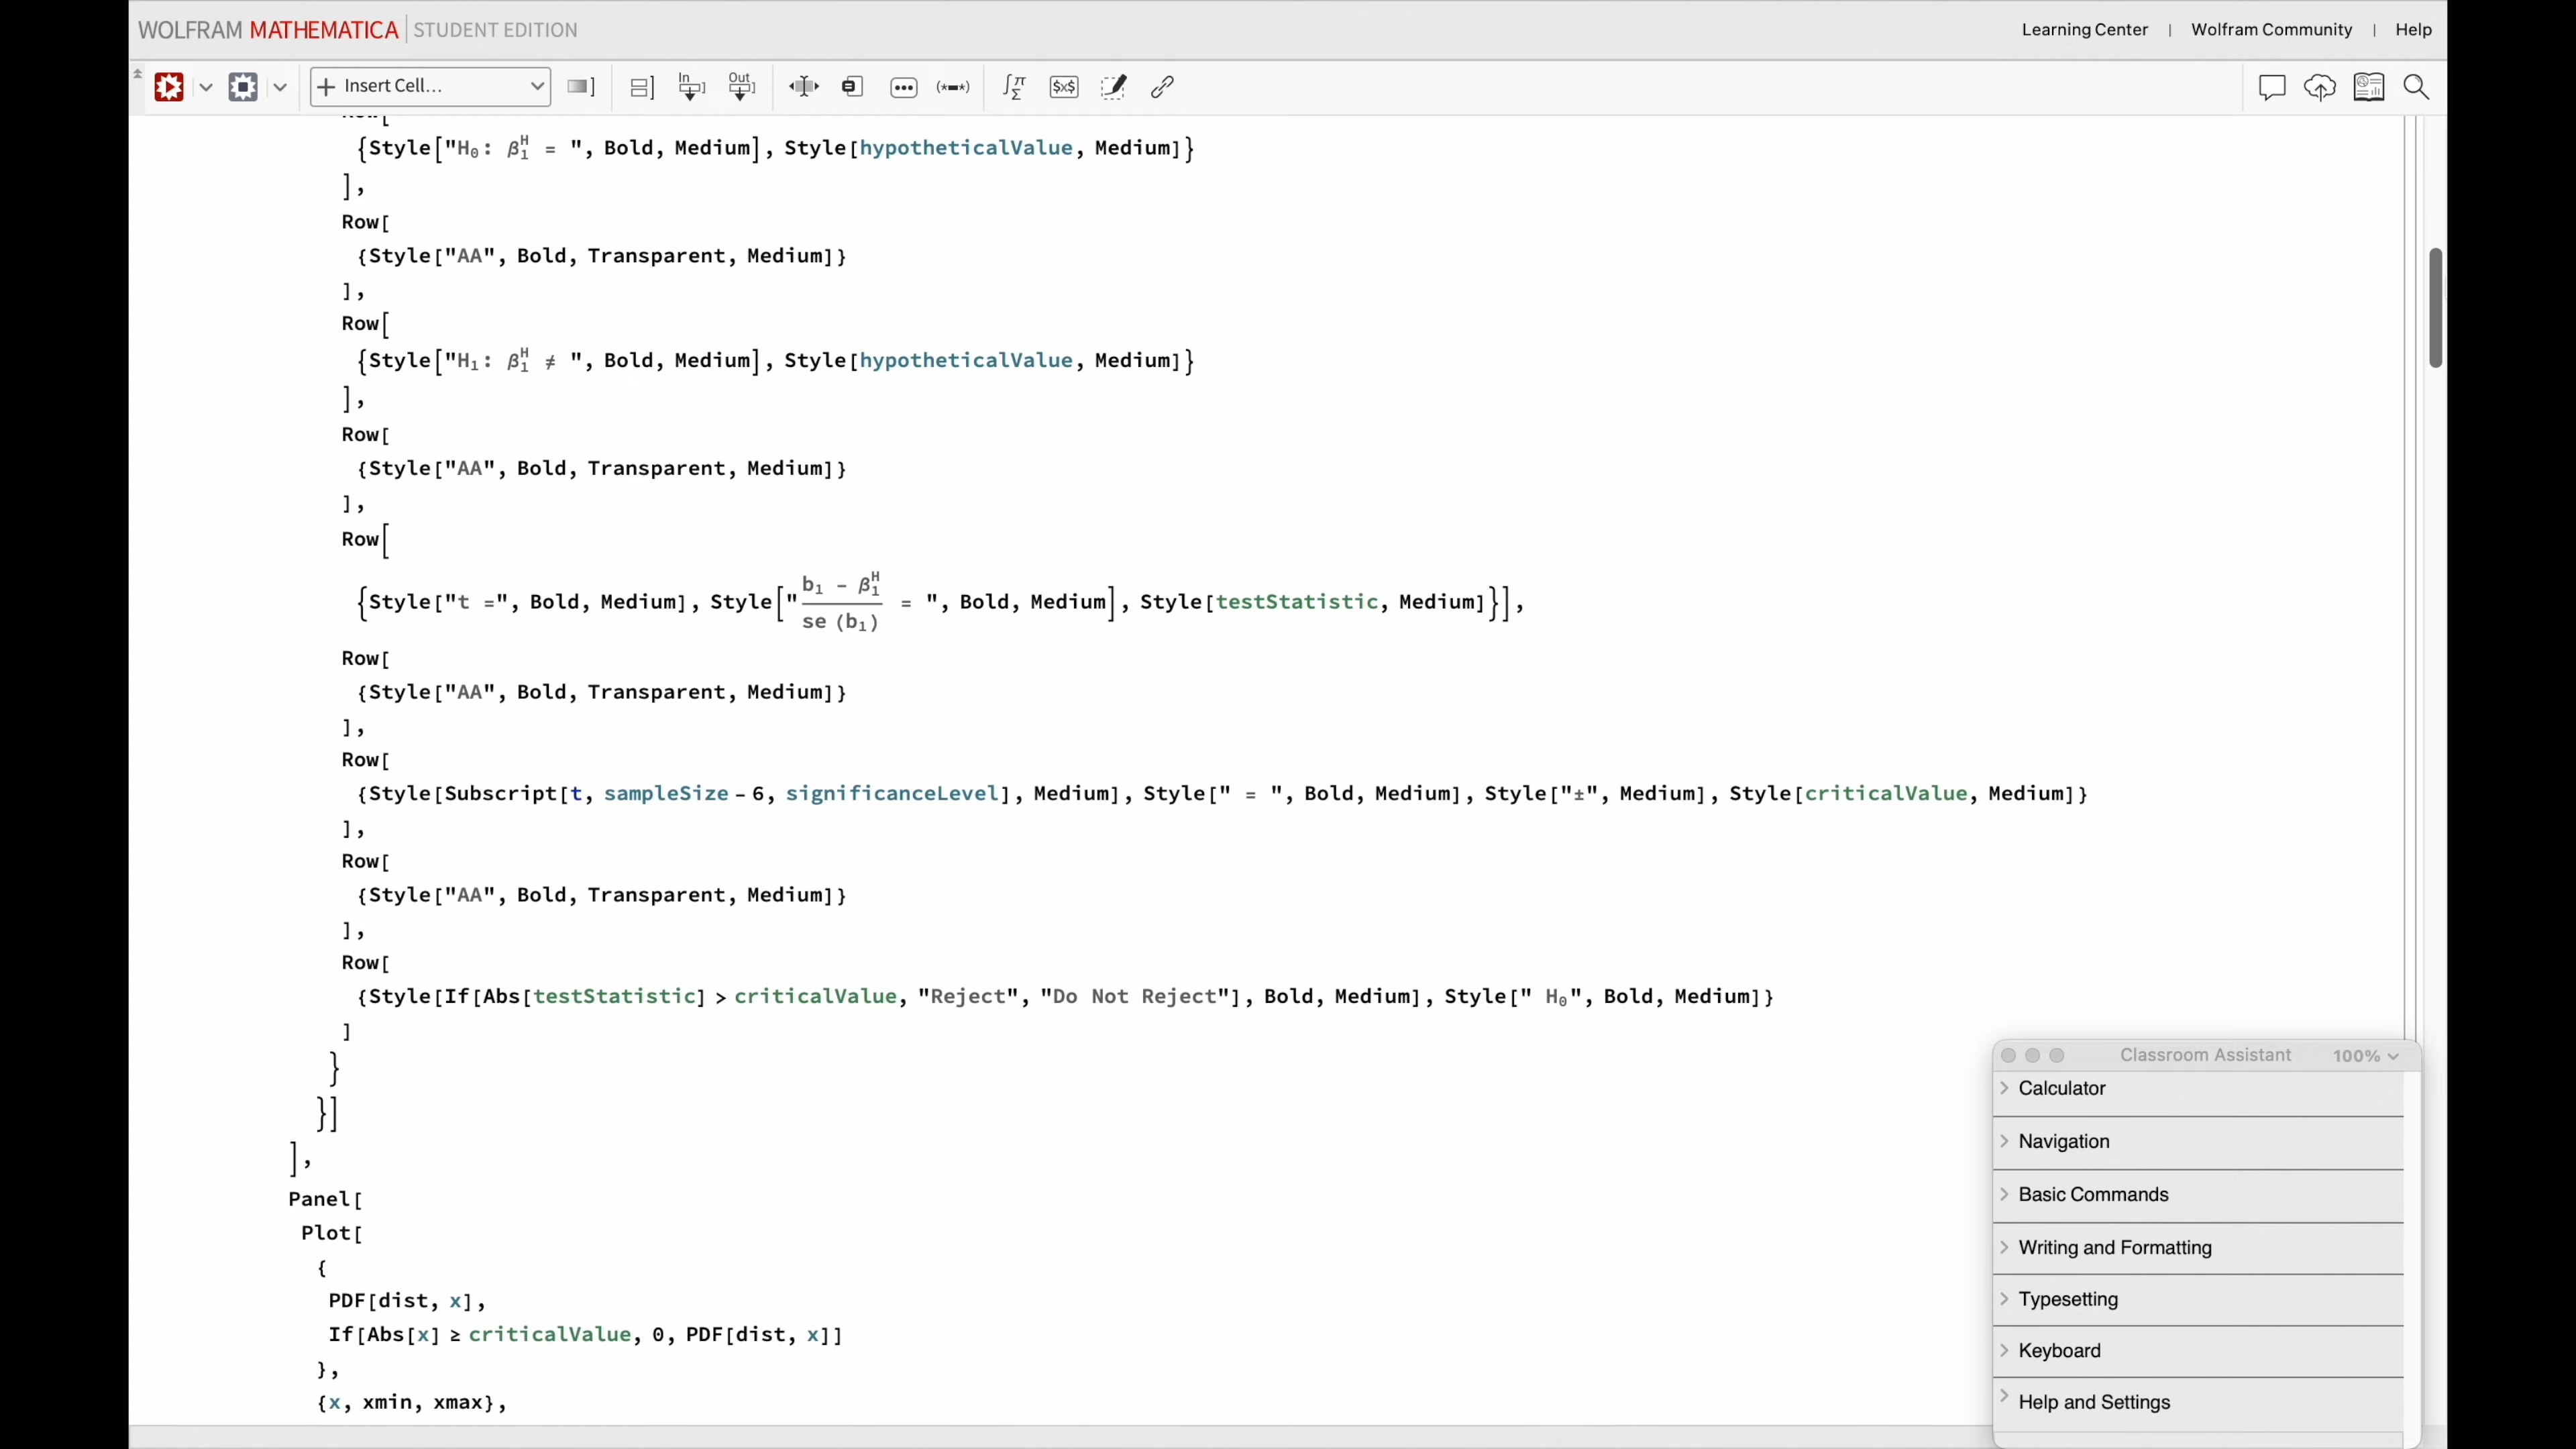 WOLFRAM MATHEMATICA | STUDENT EDITION
Learning Center | Wolfram Community | Help
+ Insert Cell...
In
Out
Row[
{Style["H₀: β₁ᴴ = ", Bold, Medium], Style[hypotheticalValue, Medium]}
],
Row[
{Style["AA", Bold, Transparent, Medium]}
],
Row[
{Style["H₁: β₁ᴴ ≠ ", Bold, Medium], Style[hypotheticalValue, Medium]}
],
Row[
{Style["AA", Bold, Transparent, Medium]}
],
Row[
{Style["t =", Bold, Medium], Style["(b₁ - β₁ᴴ)/(se (b₁)) = ", Bold, Medium], Style[testStatistic, Medium]}],
Row[
{Style["AA", Bold, Transparent, Medium]}
],
Row[
{Style[Subscript[t, sampleSize - 6, significanceLevel], Medium], Style[" = ", Bold, Medium], Style["±", Medium], Style[criticalValue, Medium]}
],
Row[
{Style["AA", Bold, Transparent, Medium]}
],
Row[
{Style[If[Abs[testStatistic] > criticalValue, "Reject", "Do Not Reject"], Bold, Medium], Style[" H₀", Bold, Medium]}
]
}
}]
],
Panel[
Plot[
{
PDF[dist, x],
If[Abs[x] ≥ criticalValue, 0, PDF[dist, x]]
},
{x, xmin, xmax},
Classroom Assistant 100%
Calculator
Navigation
Basic Commands
Writing and Formatting
Typesetting
Keyboard
Help and Settings